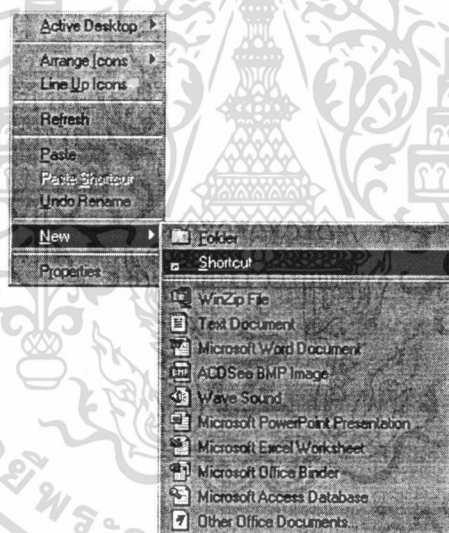 Active Desktop
Arrange Icons
Line Up Icons
Refresh
Paste
Paste Shortcut
Undo Rename
New
Properties
Folder
Shortcut
WinZip File
Text Document
Microsoft Word Document
ACDSee BMP Image
Wave Sound
Microsoft PowerPoint Presentation
Microsoft Excel Worksheet
Microsoft Office Binder
Microsoft Access Database
Other Office Documents...